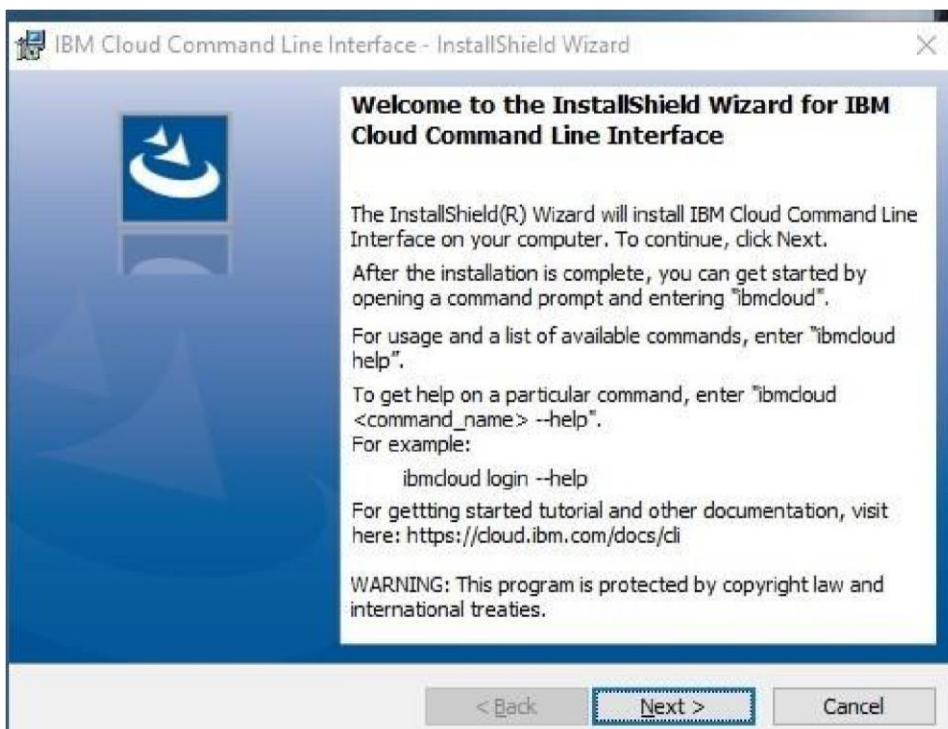 IBM Cloud Command Line Interface - InstallShield Wizard
Welcome to the InstallShield Wizard for IBM
Cloud Command Line Interface
The InstallShield(R) Wizard will install IBM Cloud Command Line
Interface on your computer. To continue, click Next.
After the installation is complete, you can get started by
opening a command prompt and entering "ibmcloud".
For usage and a list of available commands, enter "ibmcloud
help".
To get help on a particular command, enter "ibmcloud
<command_name> --help".
For example:
ibmcloud login --help
For gettting started tutorial and other documentation, visit
here: https://cloud.ibm.com/docs/cli
WARNING: This program is protected by copyright law and
international treaties.
< Back
Next >
Cancel